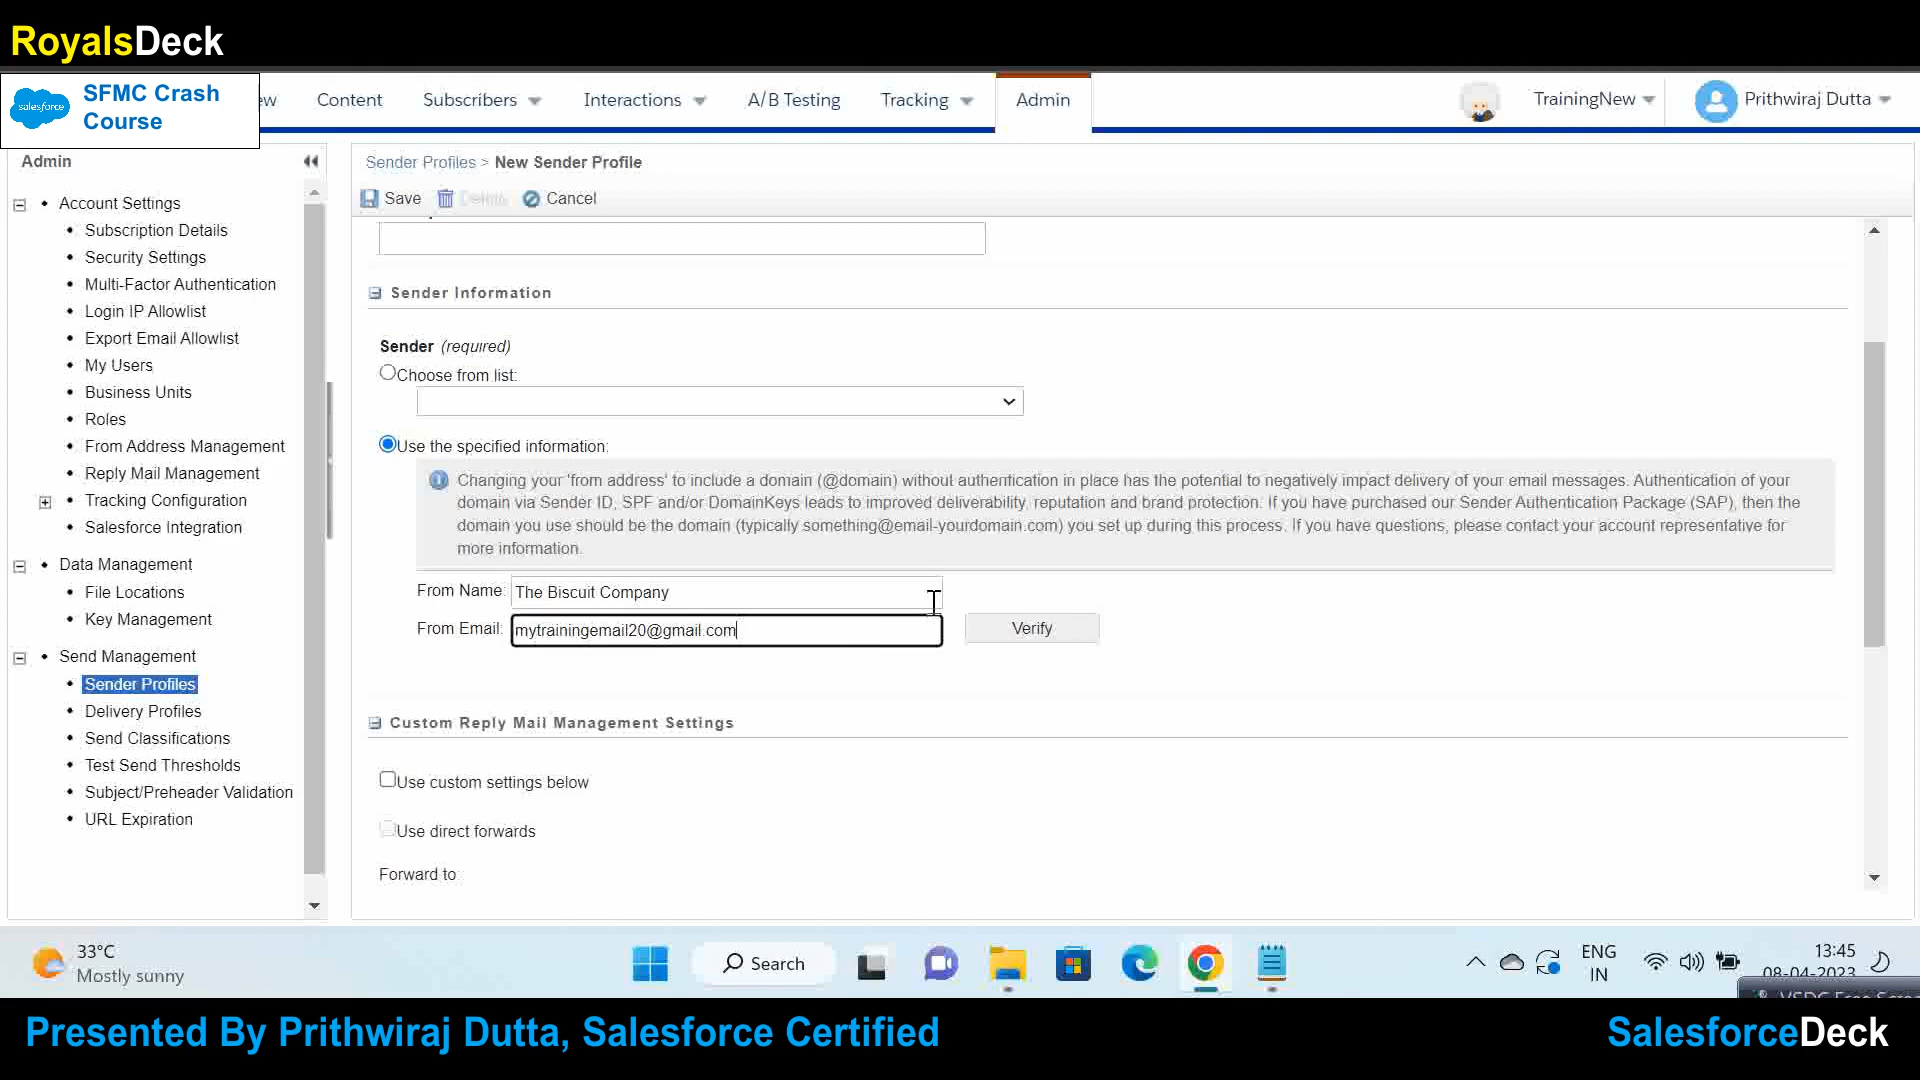 RoyalsDeck
salesforce
SFMC Crash
Course
ew
Content
Subscribers
Interactions
A/B Testing
Tracking
Admin
TrainingNew
Prithwiraj Dutta
Admin
Account Settings
Subscription Details
Security Settings
Multi-Factor Authentication
Login IP Allowlist
Export Email Allowlist
My Users
Business Units
Roles
From Address Management
Reply Mail Management
Tracking Configuration
Salesforce Integration
Data Management
File Locations
Key Management
Send Management
Sender Profiles
Delivery Profiles
Send Classifications
Test Send Thresholds
Subject/Preheader Validation
URL Expiration
Sender Profiles > New Sender Profile
Save
Delete
Cancel
Sender Information
Sender (required)
Choose from list:
Use the specified information:
Changing your 'from address' to include a domain (@domain) without authentication in place has the potential to negatively impact delivery of your email messages. Authentication of your
domain via Sender ID, SPF and/or DomainKeys leads to improved deliverability, reputation and brand protection. If you have purchased our Sender Authentication Package (SAP), then the
domain you use should be the domain (typically something@email-yourdomain.com) you set up during this process. If you have questions, please contact your account representative for
more information.
From Name: The Biscuit Company
From Email: mytrainingemail20@gmail.com
Verify
Custom Reply Mail Management Settings
Use custom settings below
Use direct forwards
Forward to
33°C
Mostly sunny
Search
ENG
IN
13:45
08-04-2023
Presented By Prithwiraj Dutta, Salesforce Certified
SalesforceDeck